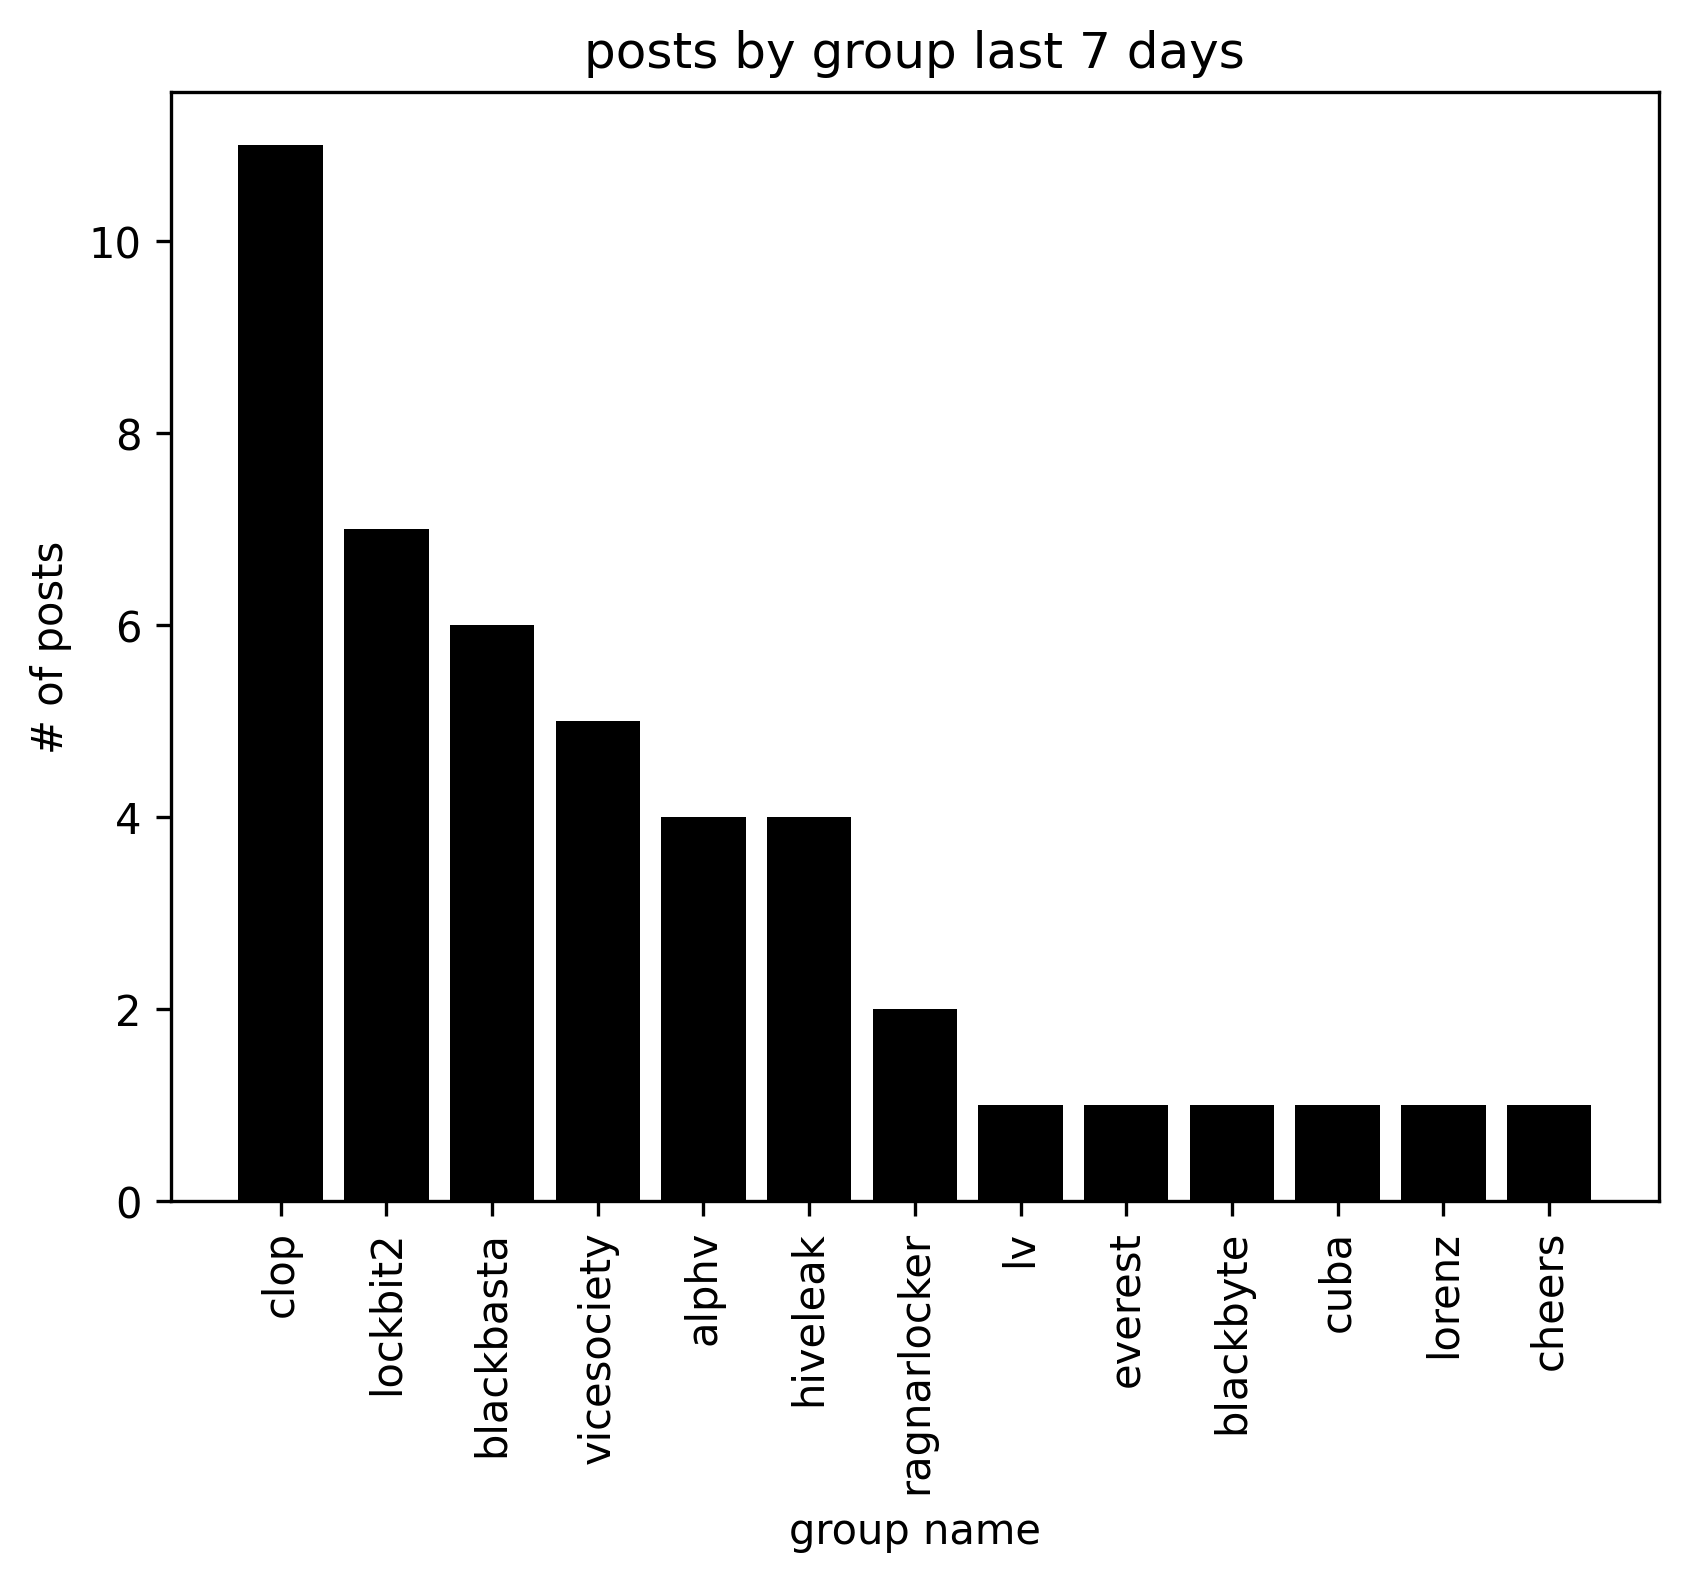 posts by group last 7 days
# of posts
10
8
6
4
2
0
clop
lockbit2
blackbasta
vicesociety
alphv
hiveleak
ragnarlocker
lv
everest
blackbyte
cuba
lorenz
cheers
group name